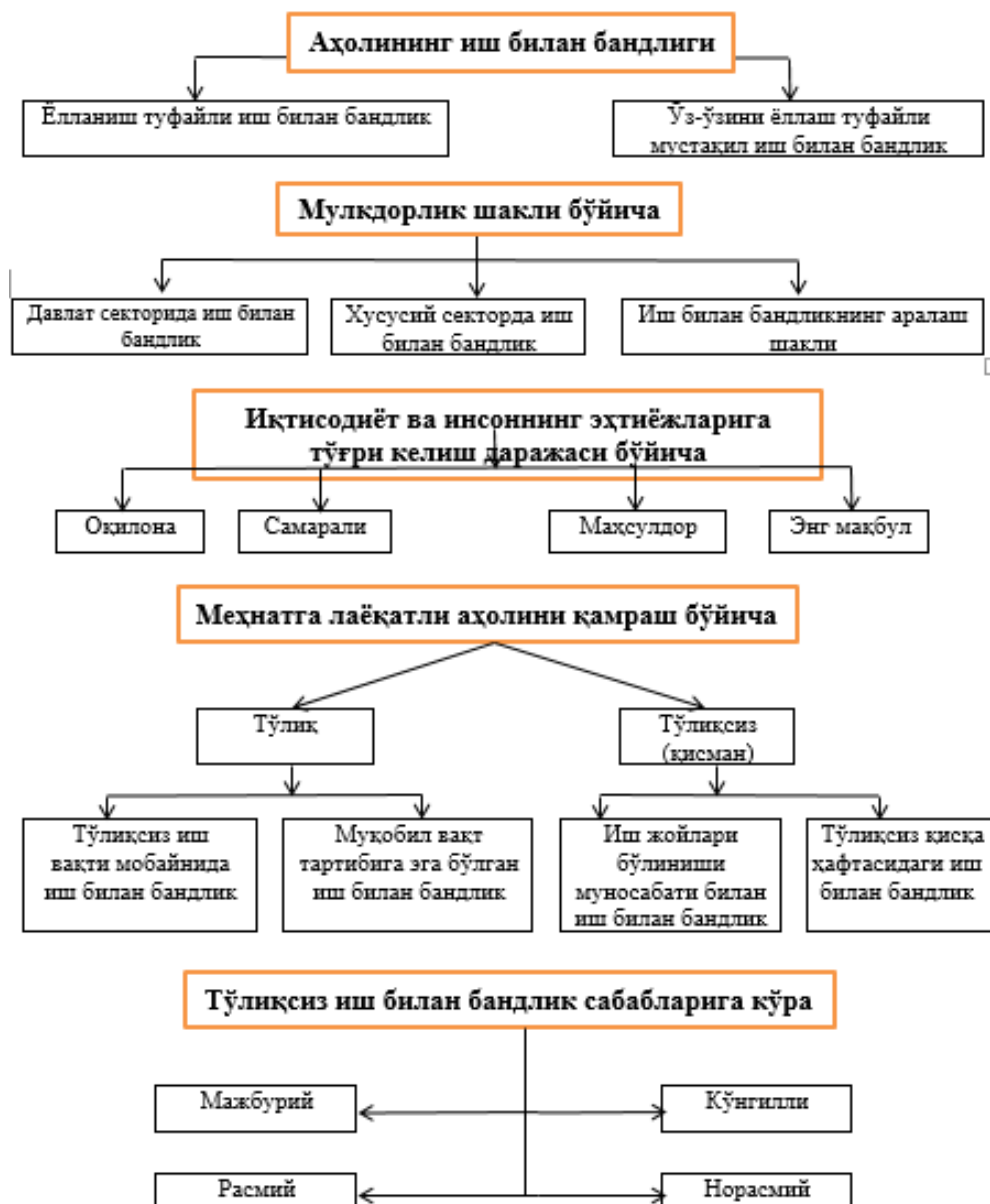 Аҳолининг иш билан бандлиги
Ёлланиш туфайли иш билан бандлик
Ўз-ўзини ёллаш туфайли
мустақил иш билан бандлик
Мулкдорлик шакли бўйича
Давлат секторида иш билан
бандлик
Хусусий секторда иш
билан бандлик
Иш билан бандликнинг аралаш
шакли
Иқтисодиёт ва инсоннинг эҳтиёжларига
тўғри келиш даражаси бўйича
Оқилона
Самарали
Маҳсулдор
Энг мақбул
Меҳнатга лаёқатли аҳолини қамраш бўйича
Тўлиқ
Тўлиқсиз
(қисман)
Тўлиқсиз иш
вақти мобайнида
иш билан бандлик
Муқобил вақт
тартибига эга бўлган
иш билан бандлик
Иш жойлари
бўлиниши
муносабати билан
иш билан бандлик
Тўлиқсиз қисқа
ҳафтасидаги иш
билан бандлик
Тўлиқсиз иш билан бандлик сабабларига кўра
Мажбурий
Кўнгилли
Расмий
Норасмий